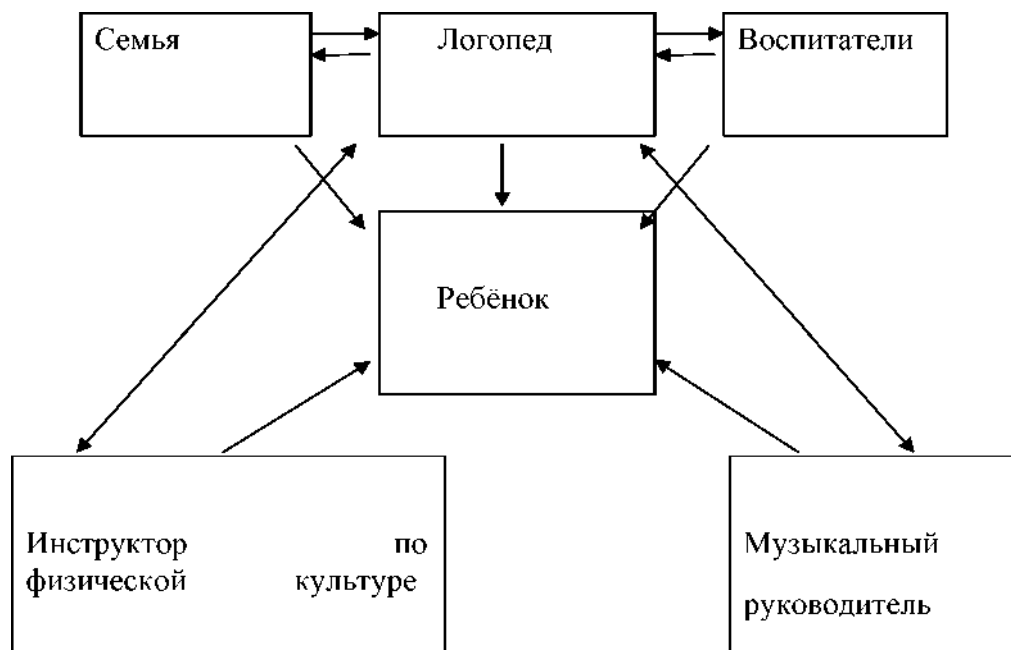 Семья
Логопед
Воспитатели
Ребёнок
Инструктор по
физической культуре
Музыкальный
руководитель